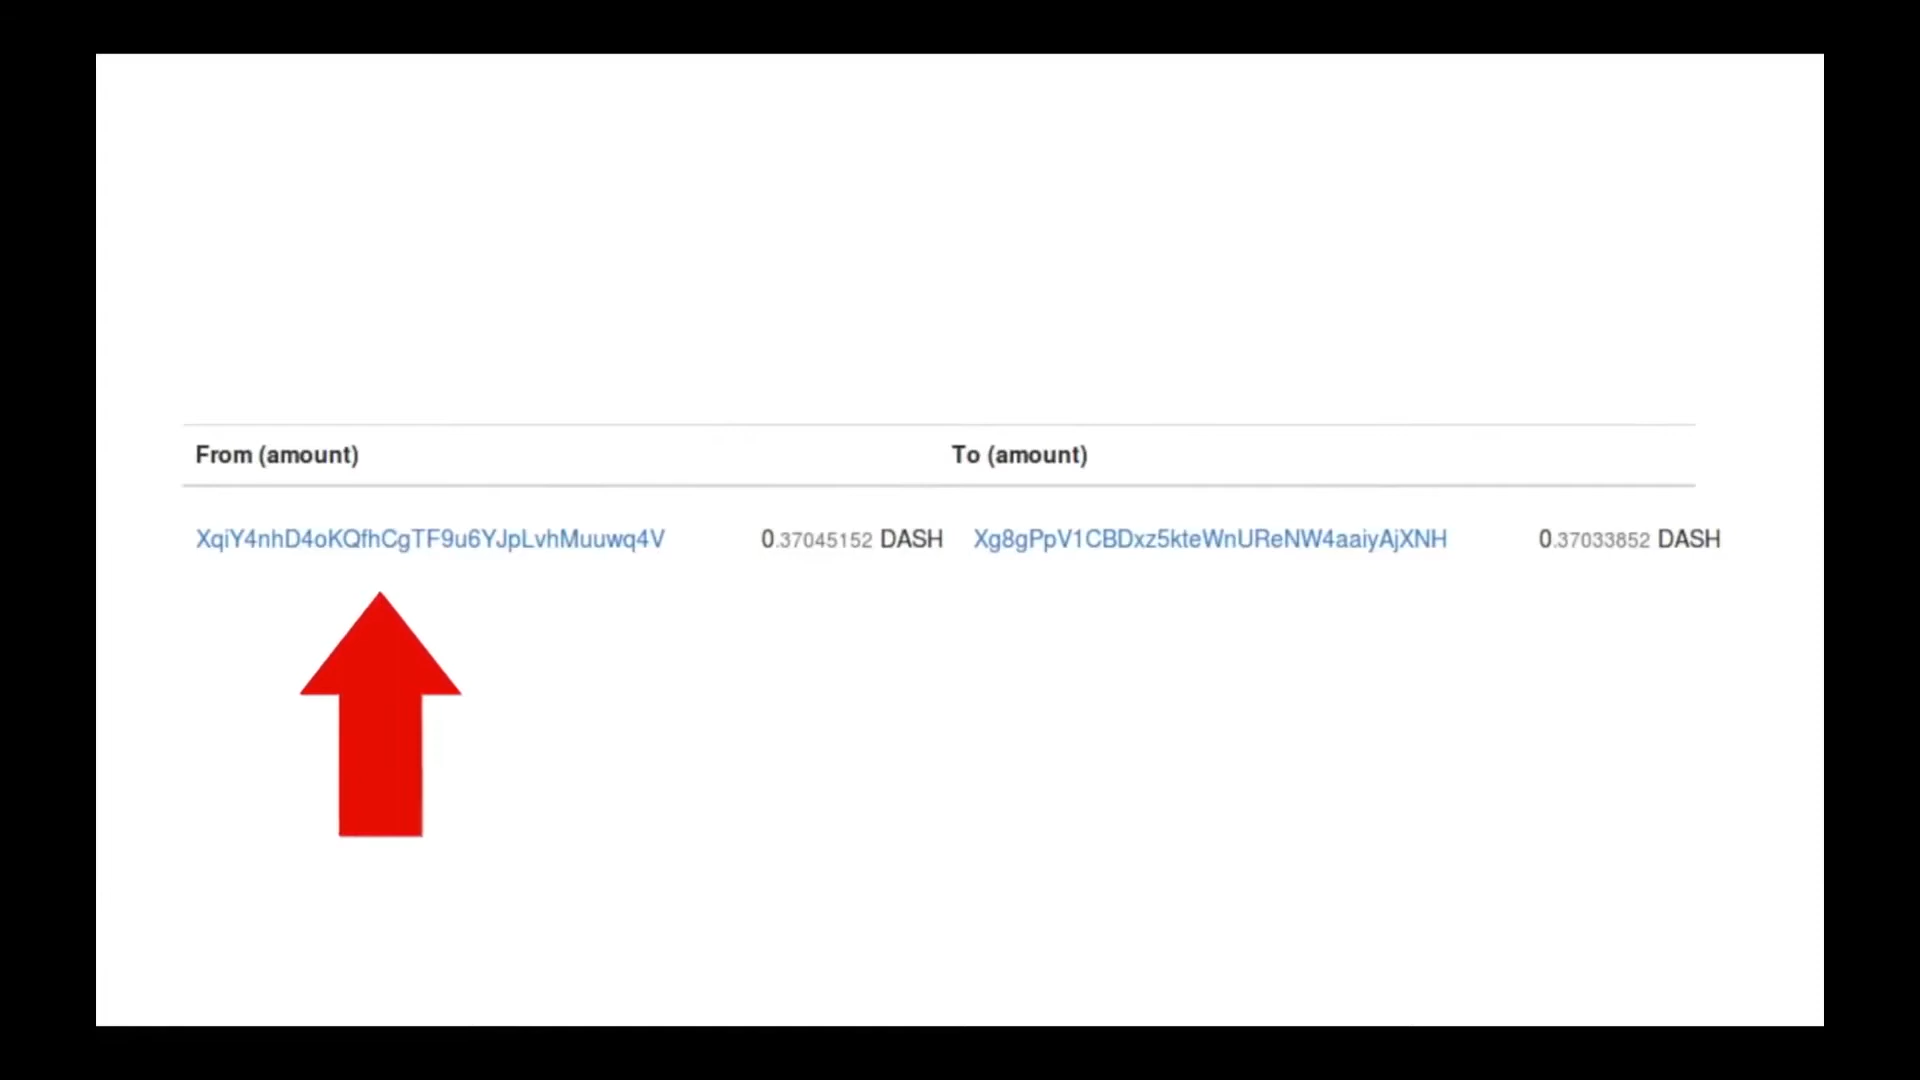 From (amount) To (amount)
XqiY4nhD4oKQfhCgTF9u6YJpLvhMuuwq4V 0.37045152 DASH Xg8gPpV1CBDxz5kteWnUReNW4aaiyAjXNH 0.37033852 DASH